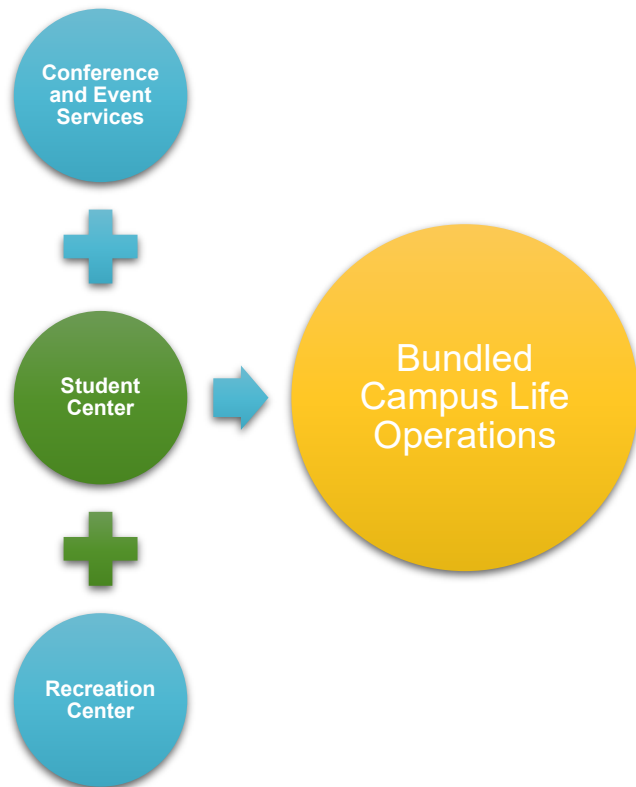 Conference
and Event
Services
Student
Center
Recreation
Center
Bundled
Campus Life
Operations